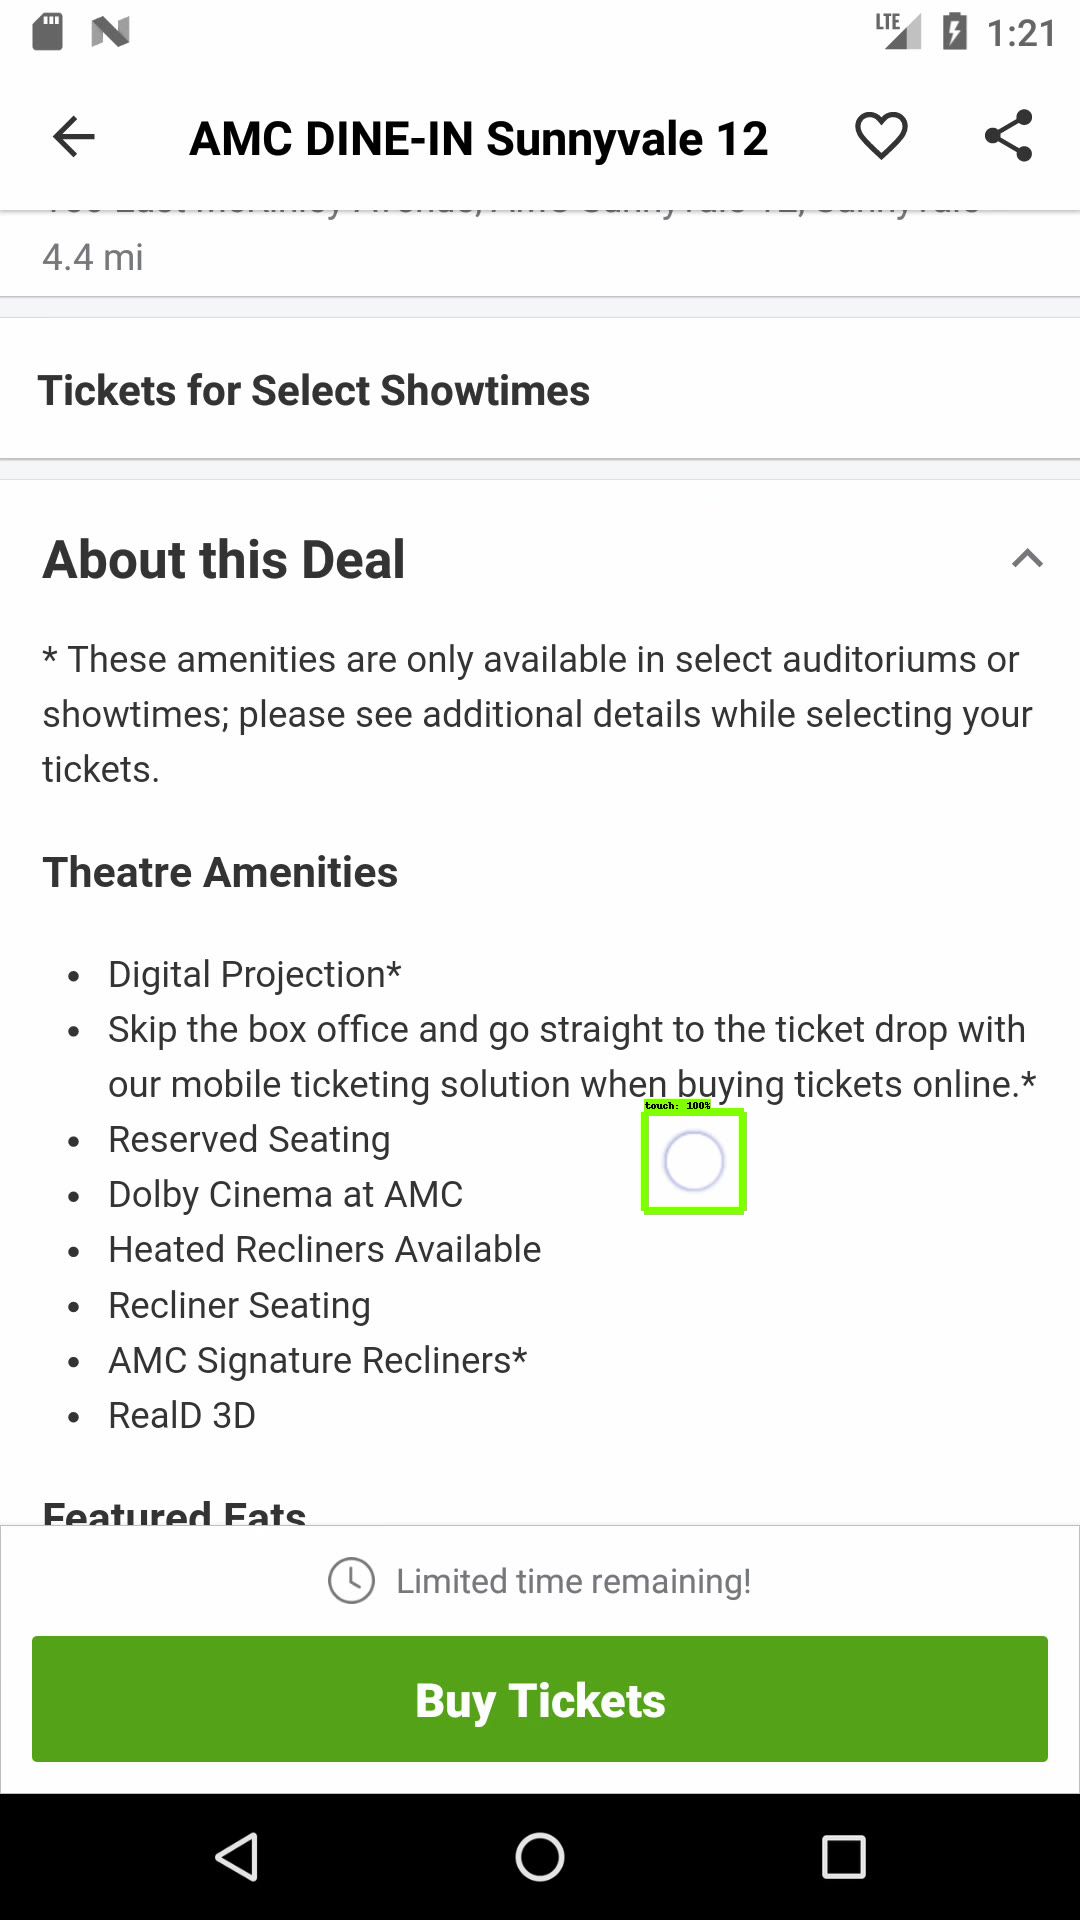 LTE 1:21
AMC DINE-IN Sunnyvale 12
4.4 mi
Tickets for Select Showtimes
About this Deal
* These amenities are only available in select auditoriums or
showtimes; please see additional details while selecting your
tickets.
Theatre Amenities
• Digital Projection*
• Skip the box office and go straight to the ticket drop with
our mobile ticketing solution when buying tickets online.*
touch: 100%
• Reserved Seating
• Dolby Cinema at AMC
• Heated Recliners Available
• Recliner Seating
• AMC Signature Recliners*
• RealD 3D
Featured Eats
Limited time remaining!
Buy Tickets